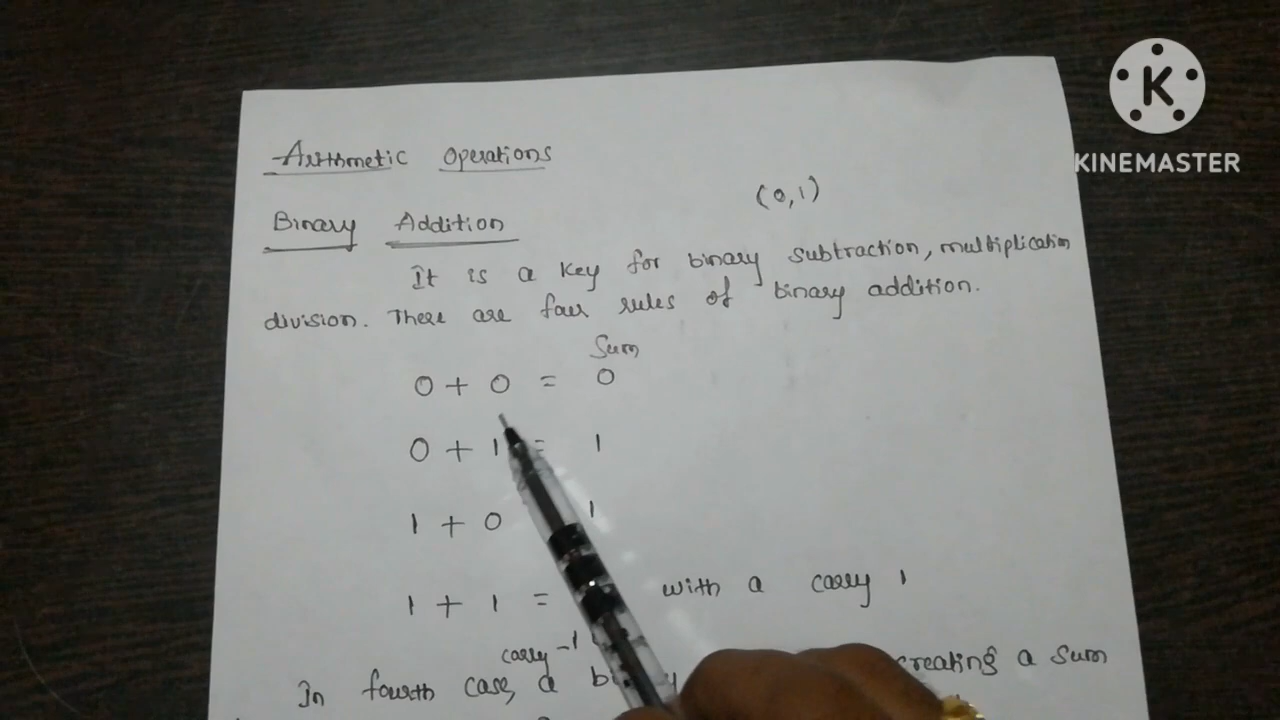 K
KINEMASTER
Arithmetic Operations
(0,1)
Binary Addition
It is a key for binary subtraction, multiplication
division. There are four rules of binary addition.
Sum
0 + 0 = 0
0 + 1 = 1
1 + 0 1
1 + 1 = with a carry 1
carry -1
In fourth case, a creating a sum